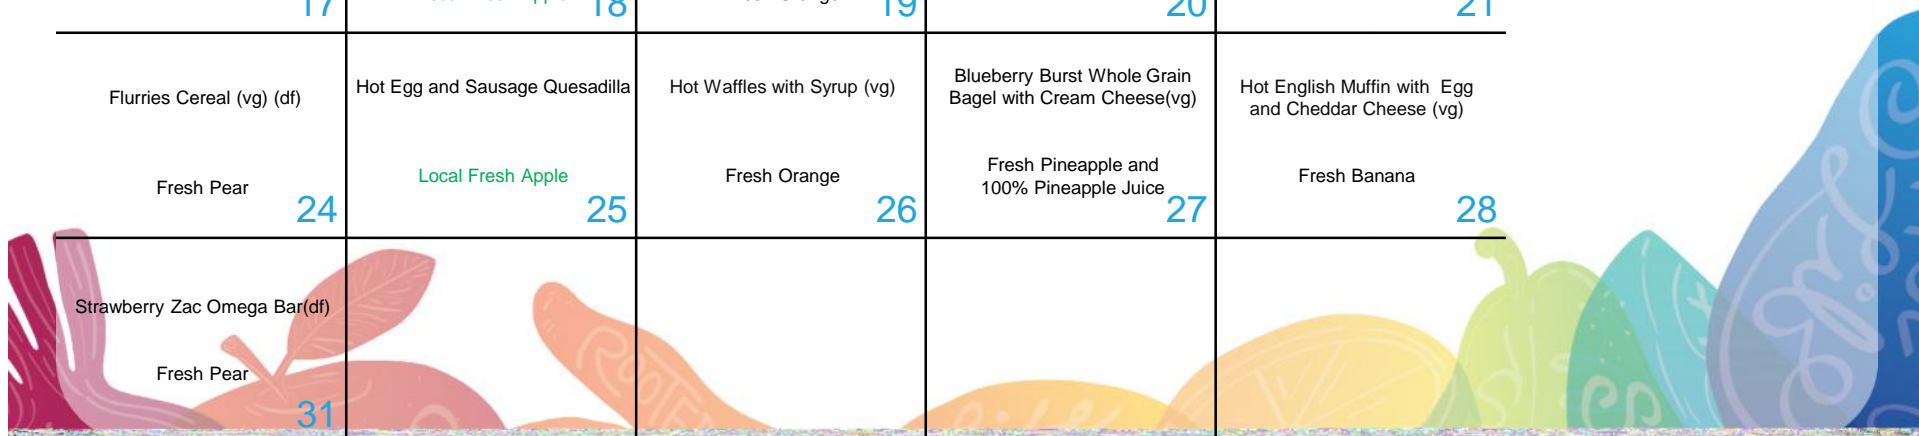 17
18
19
20
21
Flurries Cereal (vg) (df)
Fresh Pear
24
Hot Egg and Sausage Quesadilla
Local Fresh Apple
25
Hot Waffles with Syrup (vg)
Fresh Orange
26
Blueberry Burst Whole Grain
Bagel with Cream Cheese(vg)
Fresh Pineapple and
100% Pineapple Juice
27
Hot English Muffin with  Egg
and Cheddar Cheese (vg)
Fresh Banana
28
Strawberry Zac Omega Bar(df)
Fresh Pear
31